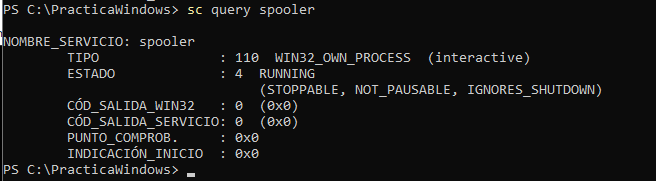 PS C:\PracticaWindows> sc query spooler
NOMBRE_SERVICIO: spooler
TIPO : 110 WIN32_OWN_PROCESS (interactive)
ESTADO : 4 RUNNING
(STOPPABLE, NOT_PAUSABLE, IGNORES_SHUTDOWN)
CÓD_SALIDA_WIN32 : 0 (0x0)
CÓD_SALIDA_SERVICIO: 0 (0x0)
PUNTO_COMPROB. : 0x0
INDICACIÓN_INICIO : 0x0
PS C:\PracticaWindows>